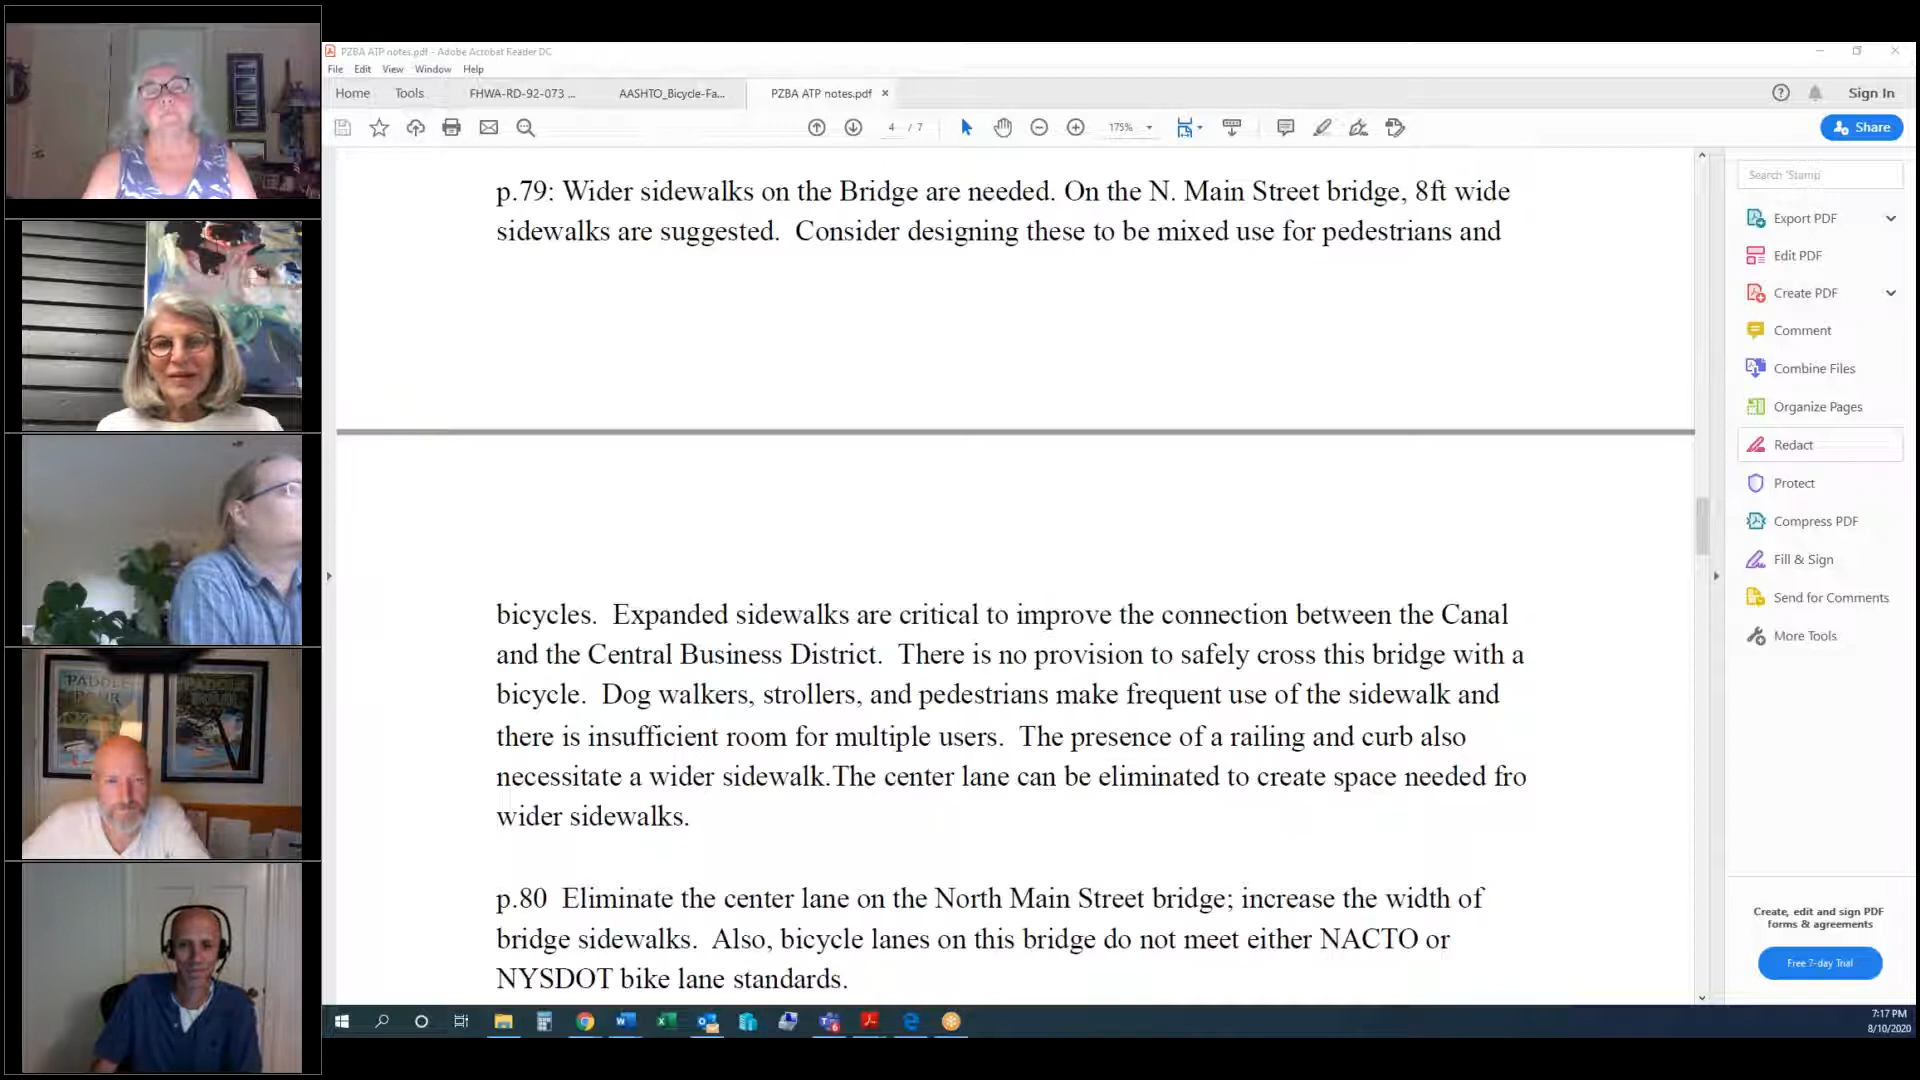 PZBA ATP notes.pdf - Adobe Acrobat Reader DC
File Edit View Window Help
Home Tools FHWA-RD-92-073 ... AASHTO_Bicycle-Fa... PZBA ATP notes.pdf × Sign In
4 / 7 175% Share
p.79: Wider sidewalks on the Bridge are needed. On the N. Main Street bridge, 8ft wide
sidewalks are suggested. Consider designing these to be mixed use for pedestrians and
bicycles. Expanded sidewalks are critical to improve the connection between the Canal
and the Central Business District. There is no provision to safely cross this bridge with a
bicycle. Dog walkers, strollers, and pedestrians make frequent use of the sidewalk and
there is insufficient room for multiple users. The presence of a railing and curb also
necessitate a wider sidewalk.The center lane can be eliminated to create space needed fro
wider sidewalks.
p.80 Eliminate the center lane on the North Main Street bridge; increase the width of
bridge sidewalks. Also, bicycle lanes on this bridge do not meet either NACTO or
NYSDOT bike lane standards.
Search 'Stamp'
Export PDF
Edit PDF
Create PDF
Comment
Combine Files
Organize Pages
Redact
Protect
Compress PDF
Fill & Sign
Send for Comments
More Tools
Create, edit and sign PDF
forms & agreements
Free 7-day Trial
7:17 PM
8/10/2020
PADDLE